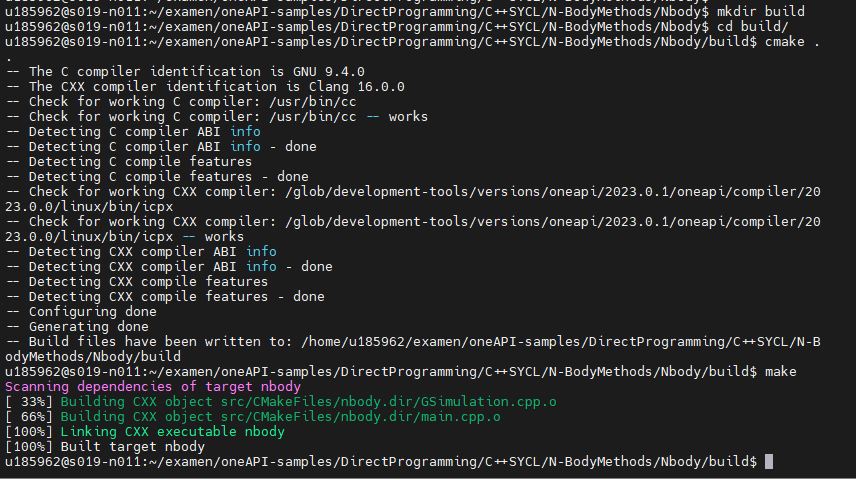 u185962@s019-n011:~/examen/oneAPI-samples/DirectProgramming/C++SYCL/N-BodyMethods/Nbody$ mkdir build
u185962@s019-n011:~/examen/oneAPI-samples/DirectProgramming/C++SYCL/N-BodyMethods/Nbody$ cd build/
u185962@s019-n011:~/examen/oneAPI-samples/DirectProgramming/C++SYCL/N-BodyMethods/Nbody/build$ cmake .
.
-- The C compiler identification is GNU 9.4.0
-- The CXX compiler identification is Clang 16.0.0
-- Check for working C compiler: /usr/bin/cc
-- Check for working C compiler: /usr/bin/cc -- works
-- Detecting C compiler ABI info
-- Detecting C compiler ABI info - done
-- Detecting C compile features
-- Detecting C compile features - done
-- Check for working CXX compiler: /glob/development-tools/versions/oneapi/2023.0.1/oneapi/compiler/20
23.0.0/linux/bin/icpx
-- Check for working CXX compiler: /glob/development-tools/versions/oneapi/2023.0.1/oneapi/compiler/20
23.0.0/linux/bin/icpx -- works
-- Detecting CXX compiler ABI info
-- Detecting CXX compiler ABI info - done
-- Detecting CXX compile features
-- Detecting CXX compile features - done
-- Configuring done
-- Generating done
-- Build files have been written to: /home/u185962/examen/oneAPI-samples/DirectProgramming/C++SYCL/N-B
odyMethods/Nbody/build
u185962@s019-n011:~/examen/oneAPI-samples/DirectProgramming/C++SYCL/N-BodyMethods/Nbody/build$ make
Scanning dependencies of target nbody
[ 33%] Building CXX object src/CMakeFiles/nbody.dir/GSimulation.cpp.o
[ 66%] Building CXX object src/CMakeFiles/nbody.dir/main.cpp.o
[100%] Linking CXX executable nbody
[100%] Built target nbody
u185962@s019-n011:~/examen/oneAPI-samples/DirectProgramming/C++SYCL/N-BodyMethods/Nbody/build$